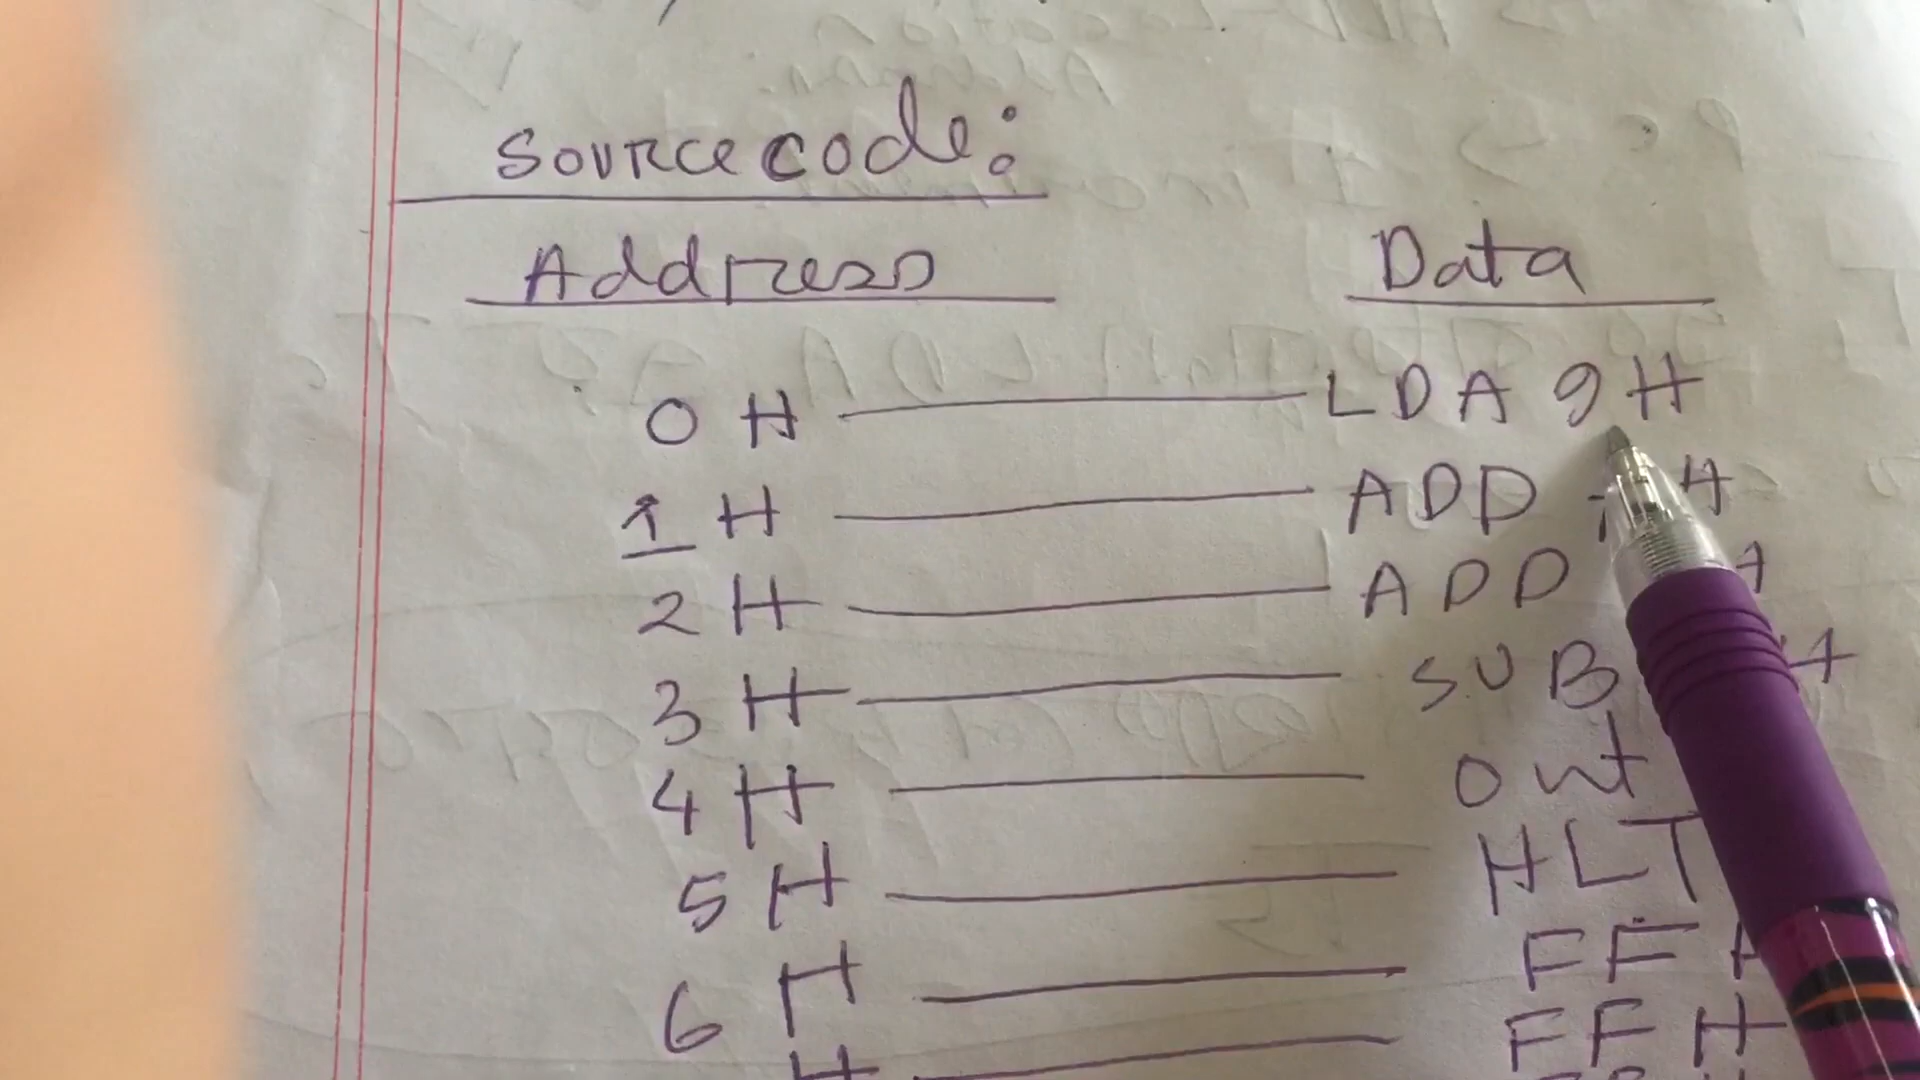 Source code:
Address Data
0 H LDA 9H
1 H ADD H
2 H ADD
3 H SUB H
4 H Out
5 H HLT
6 H FF
H FFH